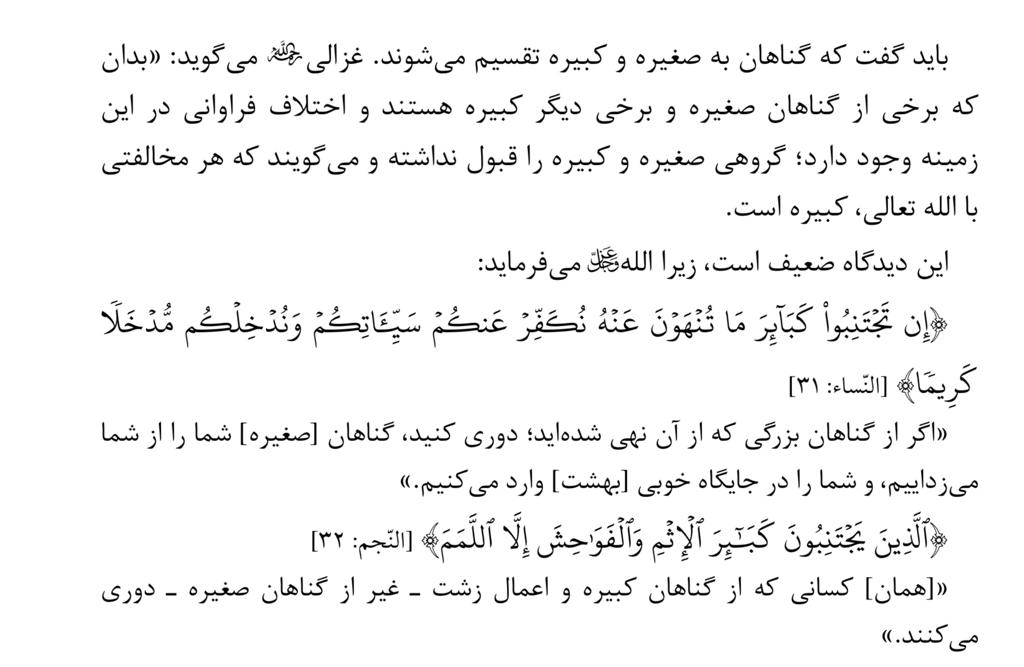 باید گفت که گناهان به صغیره و کبیره تقسیم می‌شوند. غزالی رحمه الله می‌گوید: «بدان
که برخی از گناهان صغیره و برخی دیگر کبیره هستند و اختلاف فراوانی در این
زمینه وجود دارد؛ گروهی صغیره و کبیره را قبول نداشته و می‌گویند که هر مخالفتی
با الله تعالی، کبیره است.
این دیدگاه ضعیف است، زیرا الله عزوجل می‌فرماید:
﴿إِن تَجۡتَنِبُواْ كَبَآئِرَ مَا تُنۡهَوۡنَ عَنۡهُ نُكَفِّرۡ عَنكُمۡ سَيِّـَٔاتِكُمۡ وَنُدۡخِلۡكُم مُّدۡخَلٗا
كَرِيمٗا﴾ [النّساء: ۳۱]
«اگر از گناهان بزرگی که از آن نهی شده‌اید؛ دوری کنید، گناهان [صغیره] شما را از شما
می‌زداییم، و شما را در جایگاه خوبی [بهشت] وارد می‌کنیم.»
﴿ٱلَّذِينَ يَجۡتَنِبُونَ كَبَـٰٓئِرَ ٱلۡإِثۡمِ وَٱلۡفَوَٰحِشَ إِلَّا ٱللَّمَمَ﴾ [النّجم: ۳۲]
«[همان] کسانی که از گناهان کبیره و اعمال زشت ـ غیر از گناهان صغیره ـ دوری
می‌کنند.»